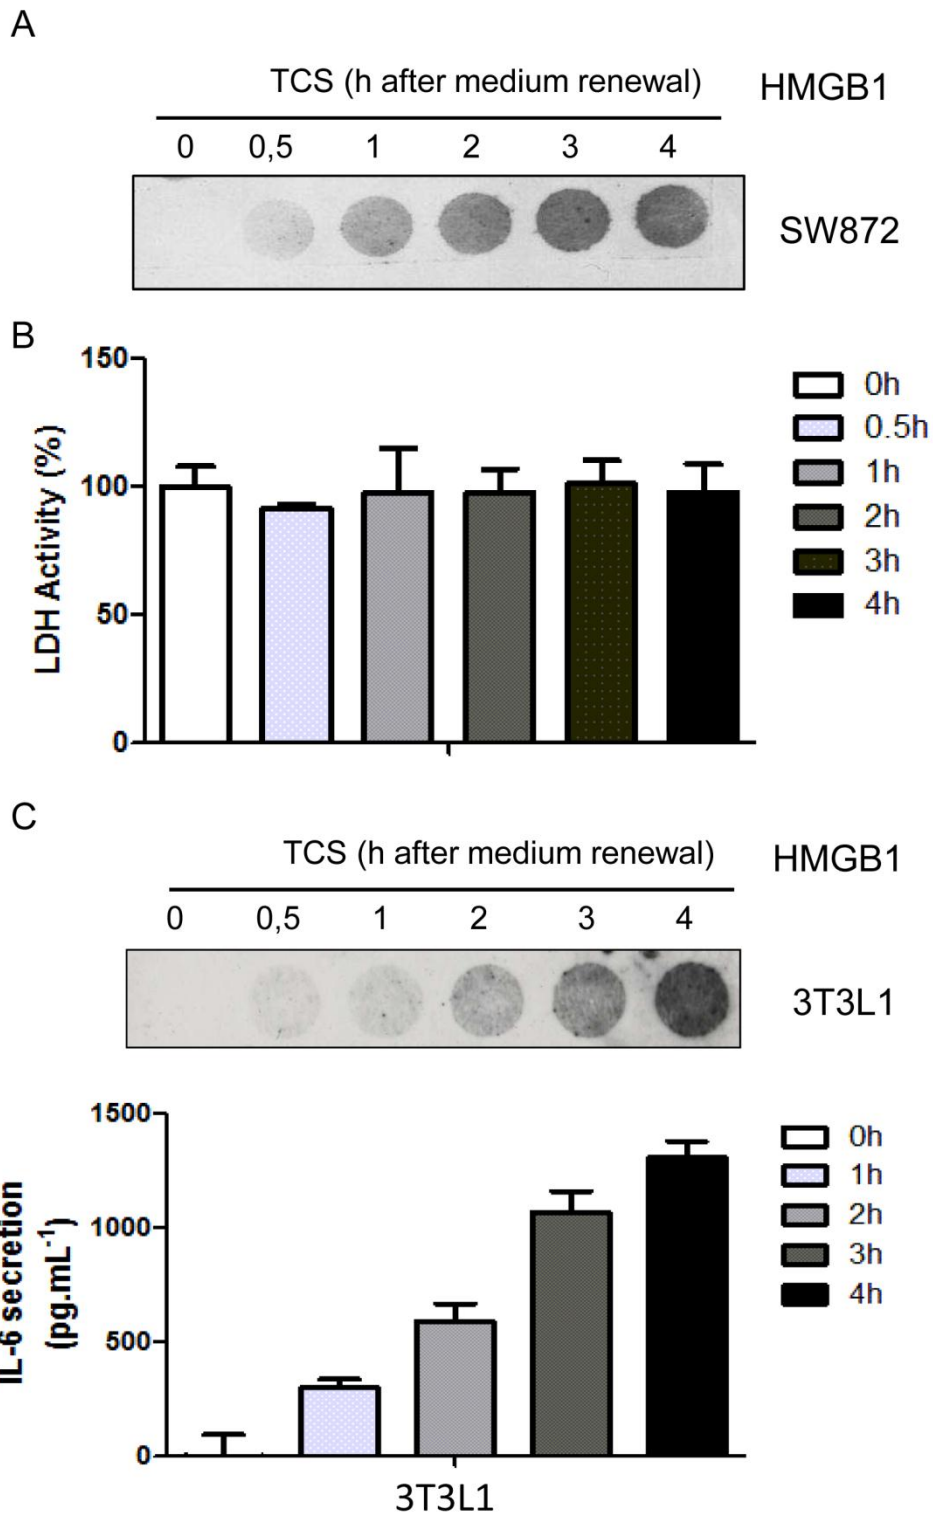 A
TCS (h after medium renewal)
HMGB1
0 0,5 1 2 3 4
SW872
B
LDH Activity (%)
150
100
50
0
0h
0.5h
1h
2h
3h
4h
C
TCS (h after medium renewal)
HMGB1
0 0,5 1 2 3 4
3T3L1
IL-6 secretion
(pg.mL⁻¹)
1500
1000
500
0
0h
1h
2h
3h
4h
3T3L1